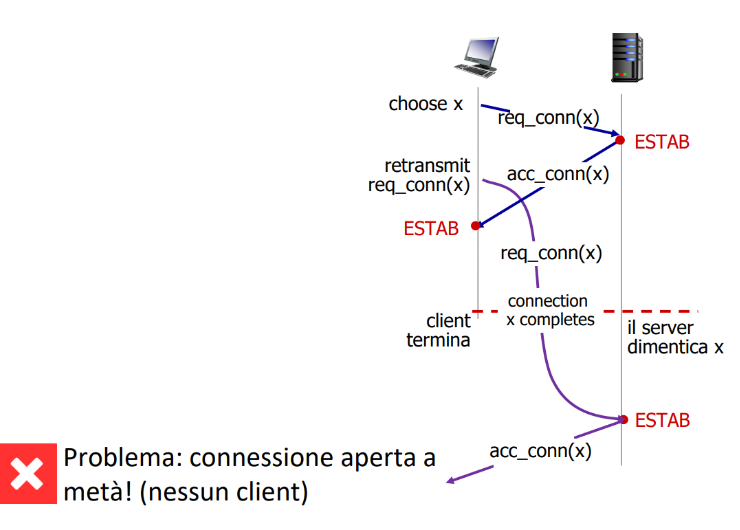 choose x
req_conn(x)
ESTAB
retransmit
req_conn(x)
acc_conn(x)
ESTAB
req_conn(x)
client
termina
connection
x completes
il server
dimentica x
ESTAB
acc_conn(x)
Problema: connessione aperta a
metà! (nessun client)